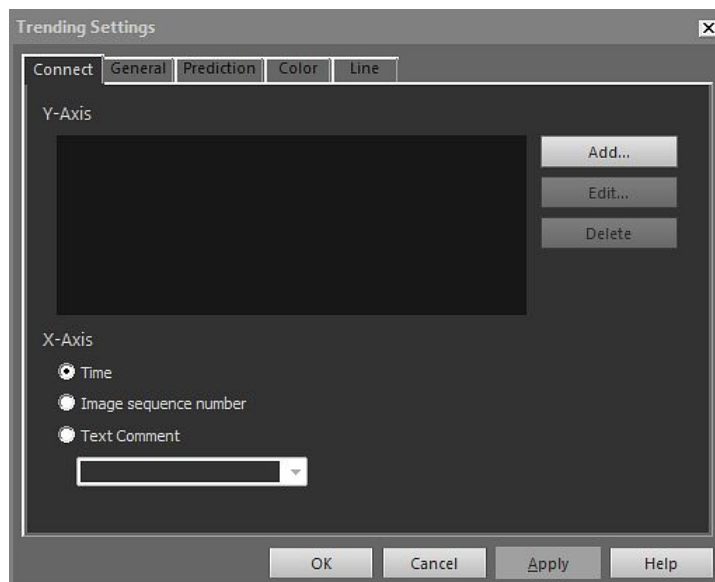 Trending Settings
Connect General Prediction Color Line
Y-Axis
Add...
Edit...
Delete
X-Axis
Time
Image sequence number
Text Comment
OK Cancel Apply Help